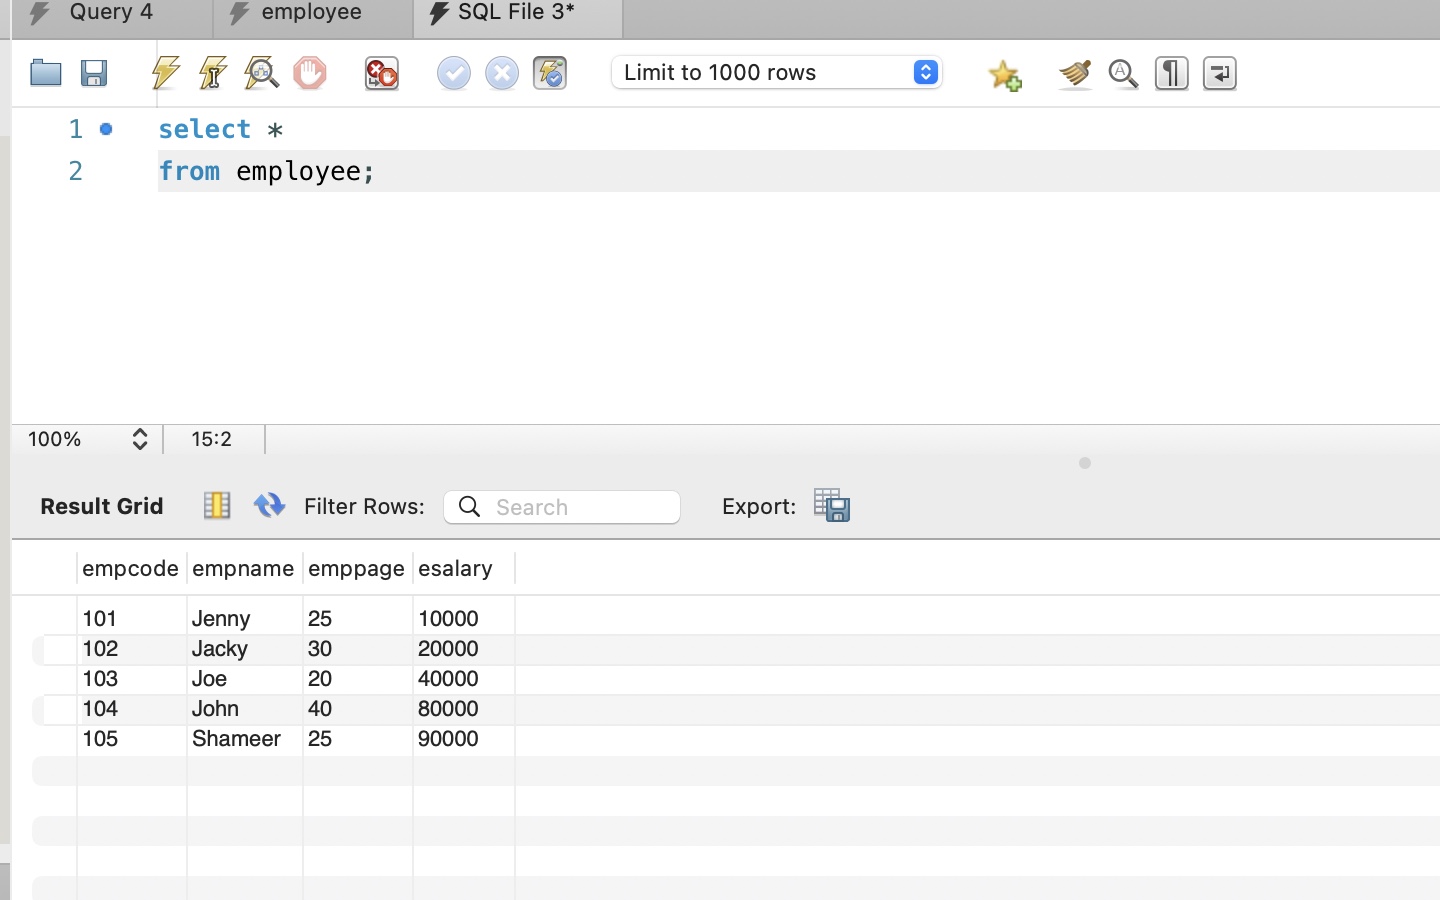 Query 4 employee SQL File 3*
Limit to 1000 rows
1 select *
2 from employee;
100% 15:2
Result Grid Filter Rows: Search Export:
empcode empname emppage esalary
101 Jenny 25 10000
102 Jacky 30 20000
103 Joe 20 40000
104 John 40 80000
105 Shameer 25 90000